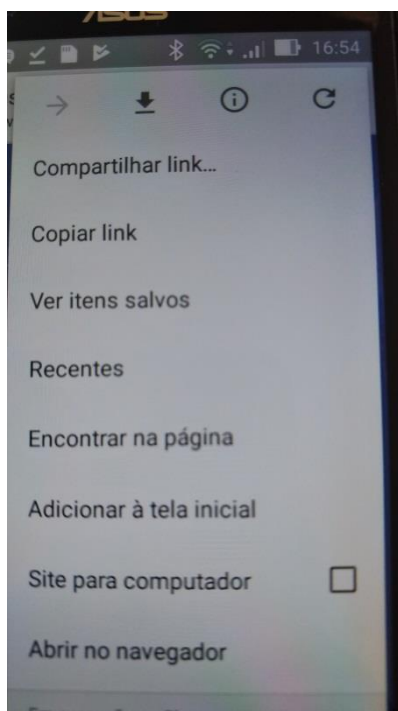 ASUS
16:54
Compartilhar link...
Copiar link
Ver itens salvos
Recentes
Encontrar na página
Adicionar à tela inicial
Site para computador
Abrir no navegador